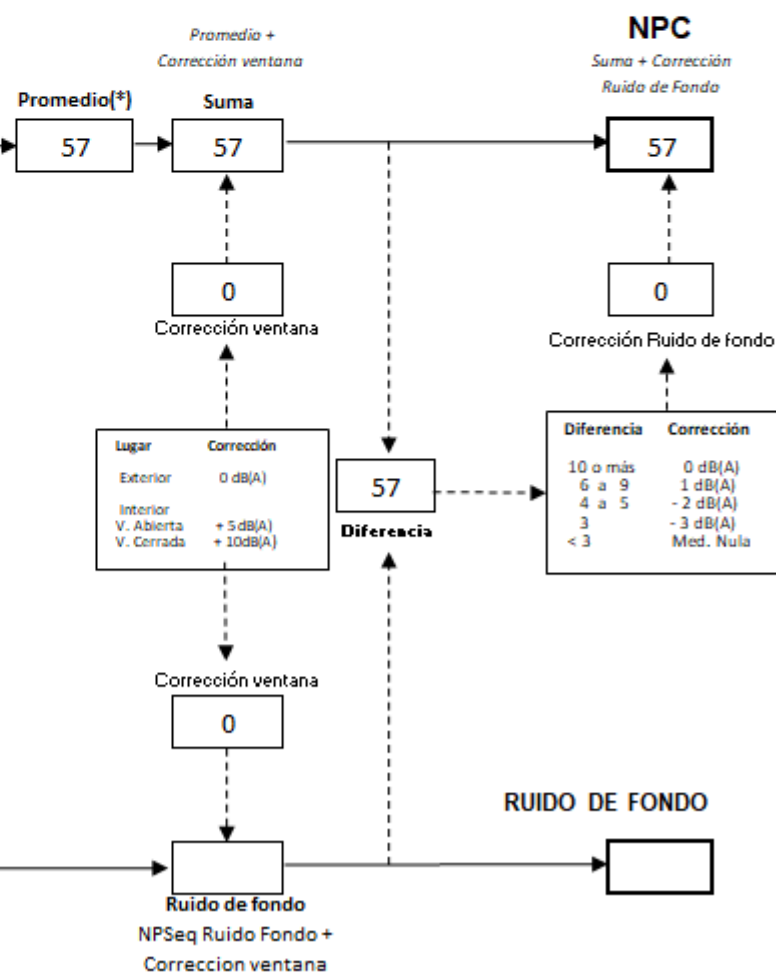 Promedio +
Corrección ventana
NPC
Suma + Corrección
Ruido de Fondo
Promedio(*)
Suma
57
57
57
0
Corrección ventana
0
Corrección Ruido de fondo
Lugar Corrección
Exterior 0 dB(A)
Interior
V. Abierta + 5dB(A)
V. Cerrada + 10dB(A)
57
Diferencia
Diferencia Corrección
10 o más 0 dB(A)
6 a 9 1 dB(A)
4 a 5 - 2 dB(A)
3 - 3 dB(A)
< 3 Med. Nula
Corrección ventana
0
RUIDO DE FONDO
Ruido de fondo
NPSeq Ruido Fondo +
Correccion ventana